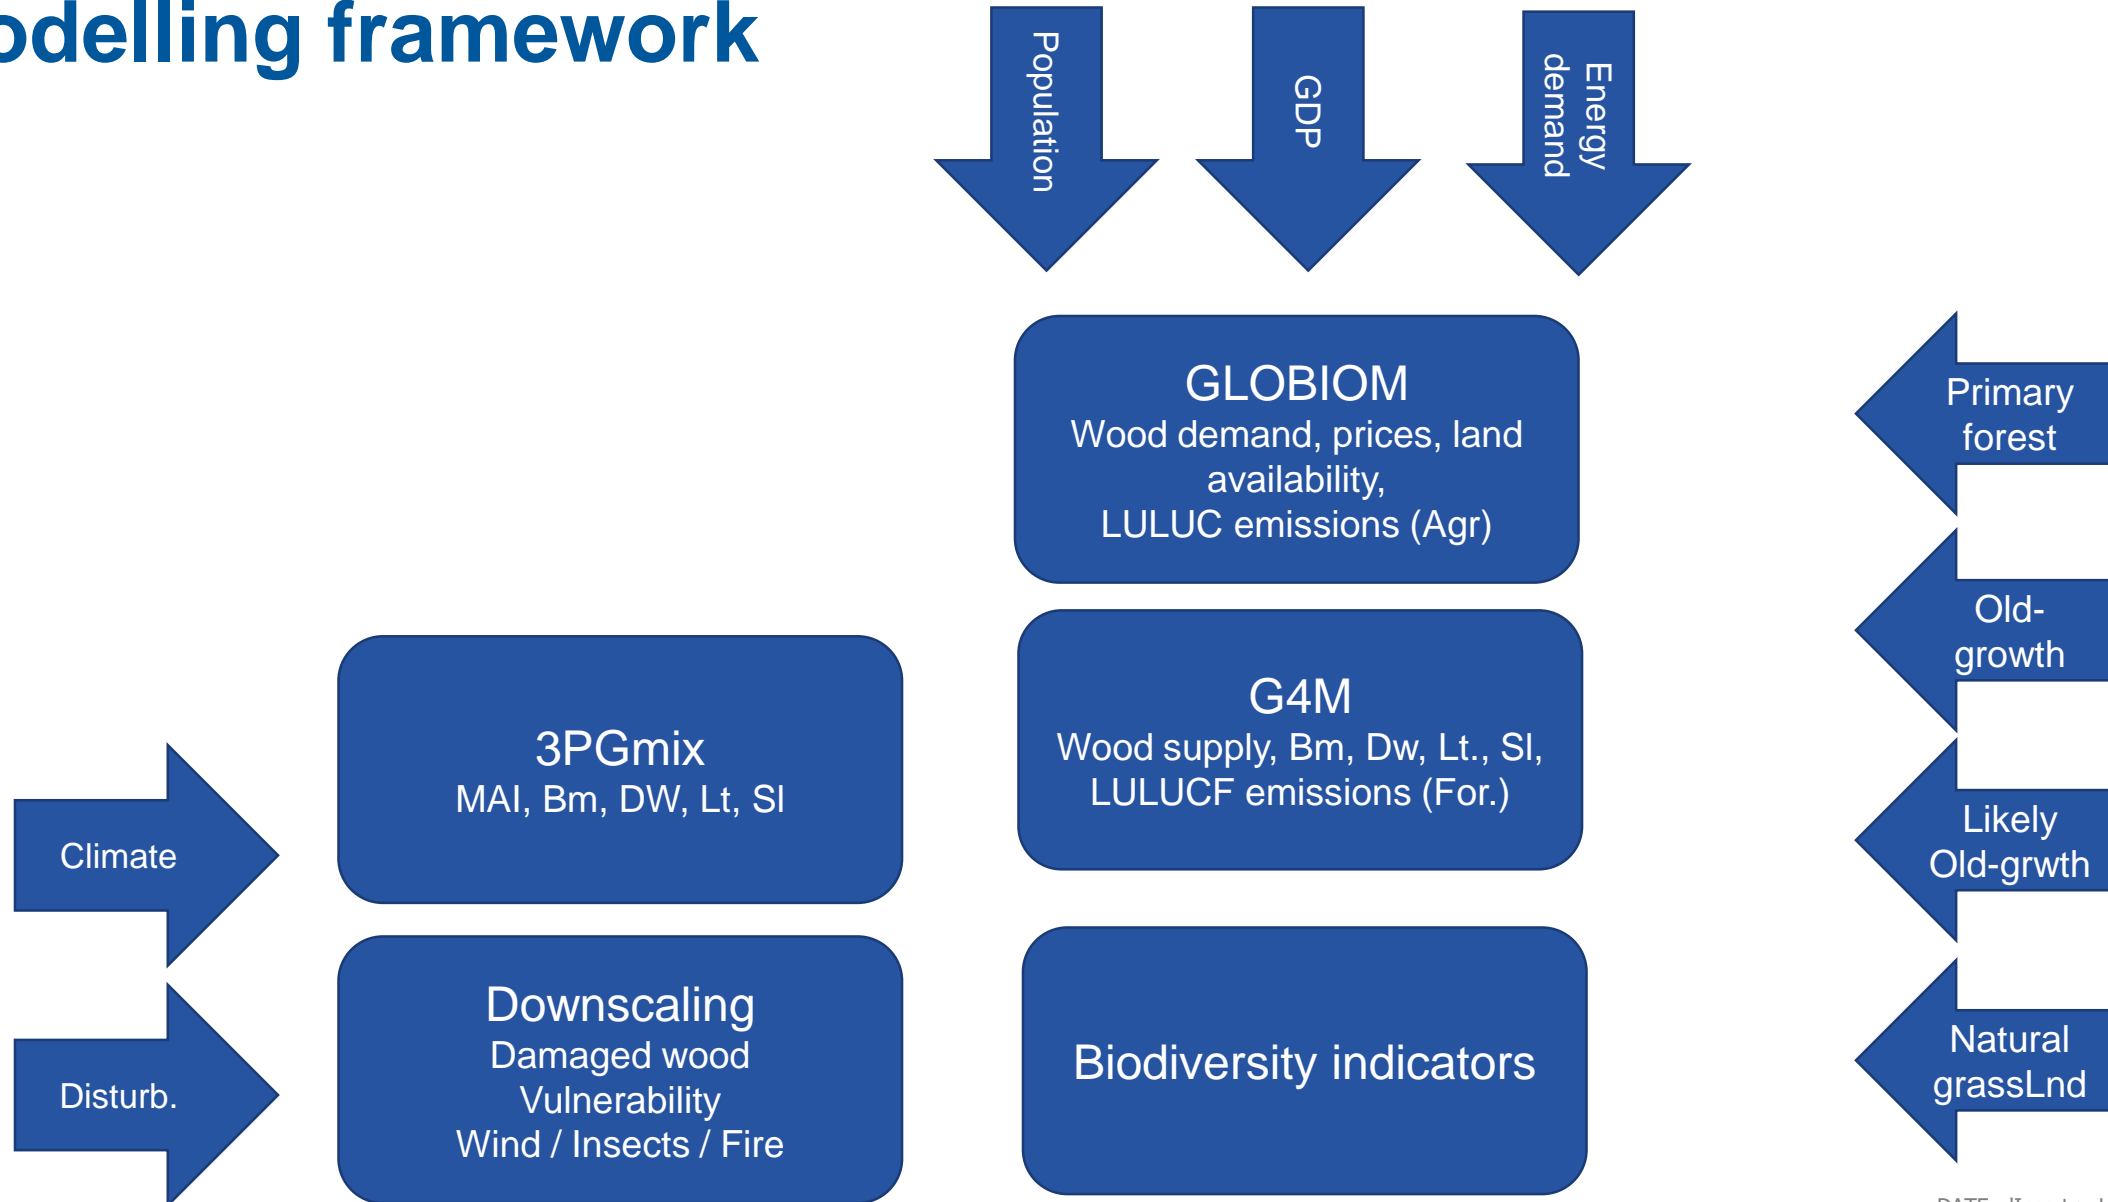 odelling framework
Population
GDP
Energy
demand
GLOBIOM
Wood demand, prices, land
availability,
LULUC emissions (Agr)
Primary
forest
Old-
growth
G4M
Wood supply, Bm, Dw, Lt., Sl,
LULUCF emissions (For.)
3PGmix
MAI, Bm, DW, Lt, Sl
Climate
Likely
Old-grwth
Downscaling
Damaged wood
Vulnerability
Wind / Insects / Fire
Disturb.
Biodiversity indicators
Natural
grassLnd